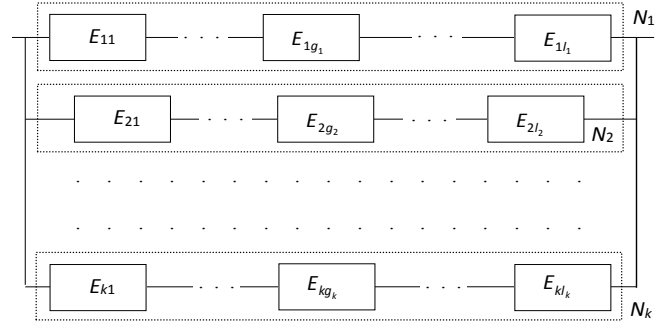 E₁₁ . . . E₁g₁ . . . E₁l₁ N₁
E₂₁ . . . E₂g₂ . . . E₂l₂ N₂
. . . . . . . . . . . . . .
. . . . . . . . . . . . . .
Eₖ₁ . . . Eₖgₖ . . . Eₖlₖ Nₖ